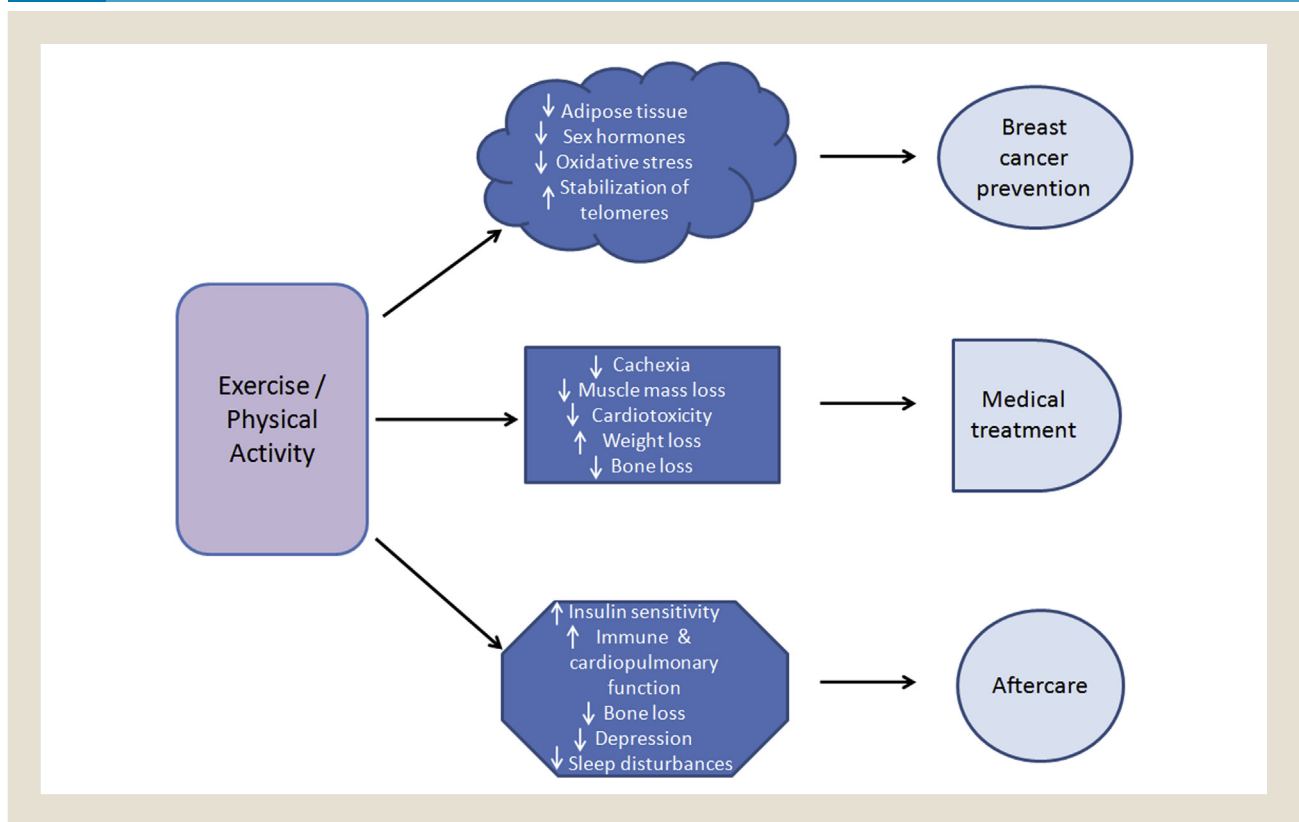 Exercise /
Physical
Activity
↓ Adipose tissue
↓ Sex hormones
↓ Oxidative stress
↑ Stabilization of
telomeres
Breast
cancer
prevention
↓ Cachexia
↓ Muscle mass loss
↓ Cardiotoxicity
↑ Weight loss
↓ Bone loss
Medical
treatment
↑ Insulin sensitivity
↑ Immune &
cardiopulmonary
function
↓ Bone loss
↓ Depression
↓ Sleep disturbances
Aftercare